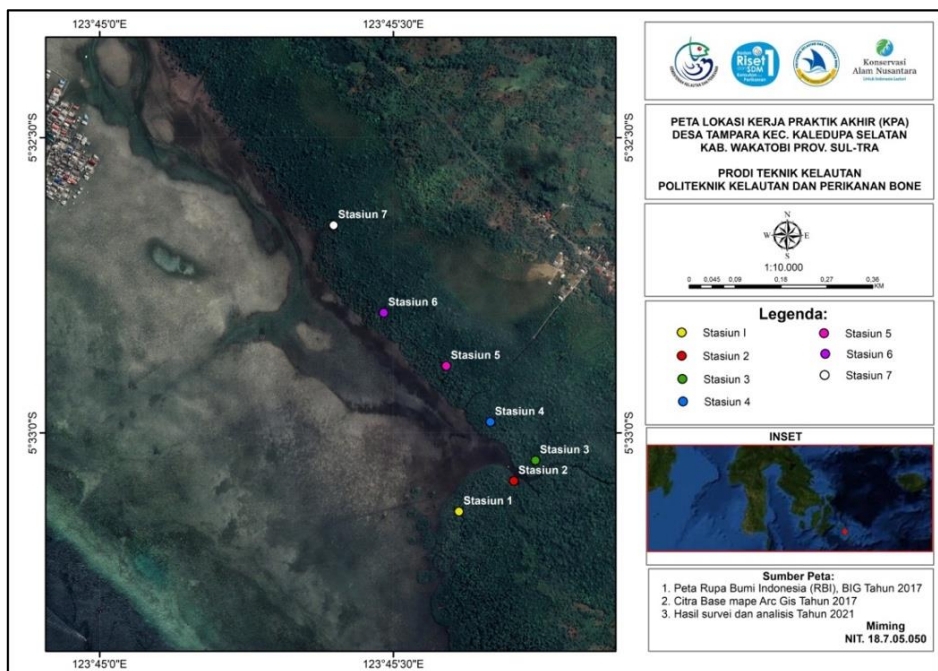 123°45'0"E
123°45'30"E
5°32'30"S
5°33'0"S
Stasiun 7
Stasiun 6
Stasiun 5
Stasiun 4
Stasiun 3
Stasiun 2
Stasiun 1
5°32'30"S
5°33'0"S
123°45'0"E
123°45'30"E
Riset
SDM
1
Konservasi
Alam Nusantara
PETA LOKASI KERJA PRAKTIK AKHIR (KPA)
DESA TAMPARA KEC. KALEDUPA SELATAN
KAB. WAKATOBI PROV. SUL-TRA
PRODI TEKNIK KELAUTAN
POLITEKNIK KELAUTAN DAN PERIKANAN BONE
N
W E
S
1:10.000
0 0,045 0,09 0,18 0,27 0,36
KM
Legenda:
Stasiun I
Stasiun 2
Stasiun 3
Stasiun 4
Stasiun 5
Stasiun 6
Stasiun 7
INSET
Sumber Peta:
1. Peta Rupa Bumi Indonesia (RBI), BIG Tahun 2017
2. Citra Base mape Arc Gis Tahun 2017
3. Hasil survei dan analisis Tahun 2021
Miming
NIT. 18.7.05.050